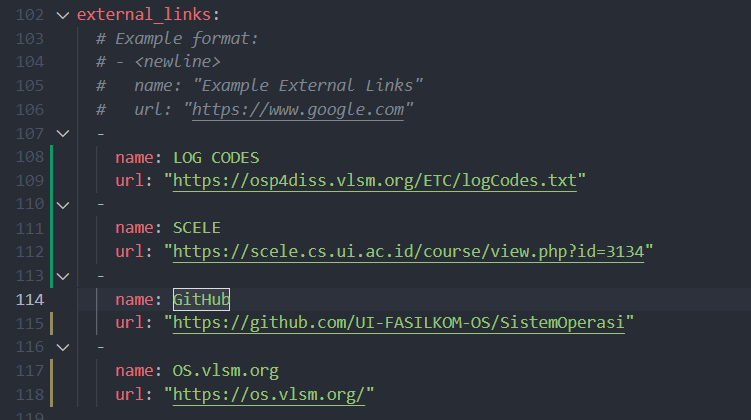 102 external_links:
103 # Example format:
104 # - <newline>
105 #   name: "Example External Links"
106 #   url: "https://www.google.com"
107 -
108 name: LOG CODES
109 url: "https://osp4diss.vlsm.org/ETC/logCodes.txt"
110 -
111 name: SCELE
112 url: "https://scele.cs.ui.ac.id/course/view.php?id=3134"
113 -
114 name: GitHub
115 url: "https://github.com/UI-FASILKOM-OS/SistemOperasi"
116 -
117 name: OS.vlsm.org
118 url: "https://os.vlsm.org/"
119